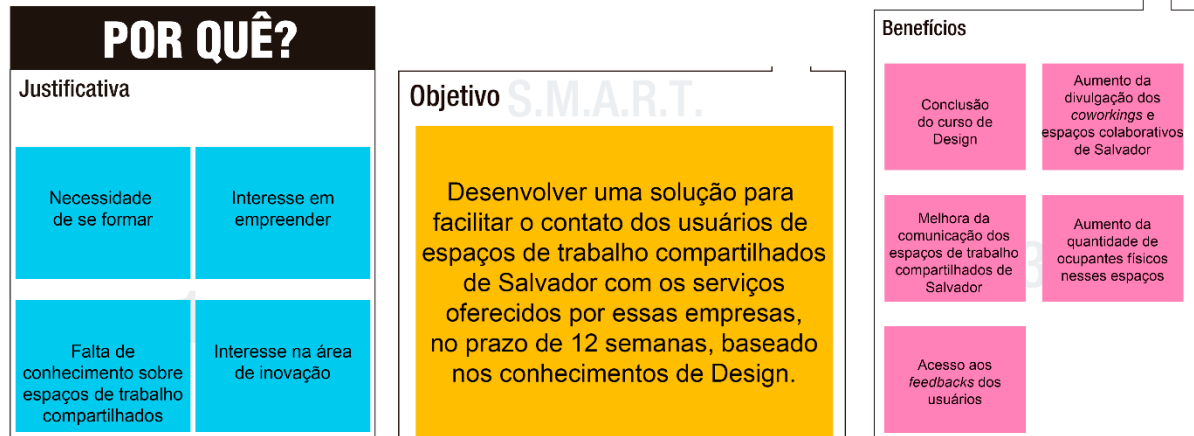 POR QUÊ?
Justificativa
Necessidade
de se formar
Interesse em
empreender
Falta de
conhecimento sobre
espaços de trabalho
compartilhados
Interesse na área
de inovação
Objetivo S.M.A.R.T.
Desenvolver uma solução para
facilitar o contato dos usuários de
espaços de trabalho compartilhados
de Salvador com os serviços
oferecidos por essas empresas,
no prazo de 12 semanas, baseado
nos conhecimentos de Design.
Benefícios
Conclusão
do curso de
Design
Aumento da
divulgação dos
coworkings e
espaços colaborativos
de Salvador
Melhora da
comunicação dos
espaços de trabalho
compartilhados de
Salvador
Aumento da
quantidade de
ocupantes físicos
nesses espaços
3
Acesso aos
feedbacks dos
usuários